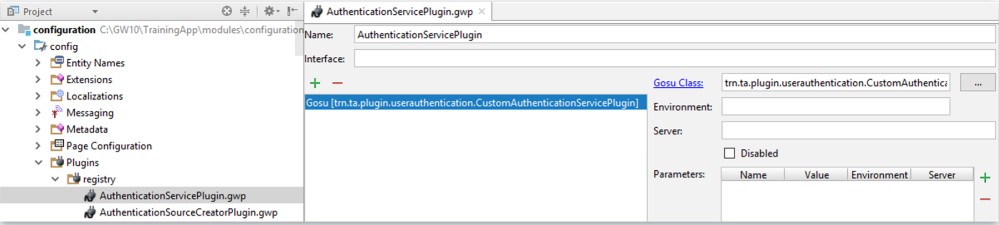 Project
configuration C:\GW10\TrainingApp\modules\configuration
config
Entity Names
Extensions
Localizations
Messaging
Metadata
Page Configuration
Plugins
registry
AuthenticationServicePlugin.gwp
AuthenticationSourceCreatorPlugin.gwp
AuthenticationServicePlugin.gwp
Name: AuthenticationServicePlugin
Interface:
Gosu [trn.ta.plugin.userauthentication.CustomAuthenticationServicePlugin]
Gosu Class: trn.ta.plugin.userauthentication.CustomAuthentica ...
Environment:
Server:
Disabled
Parameters: Name Value Environment Server